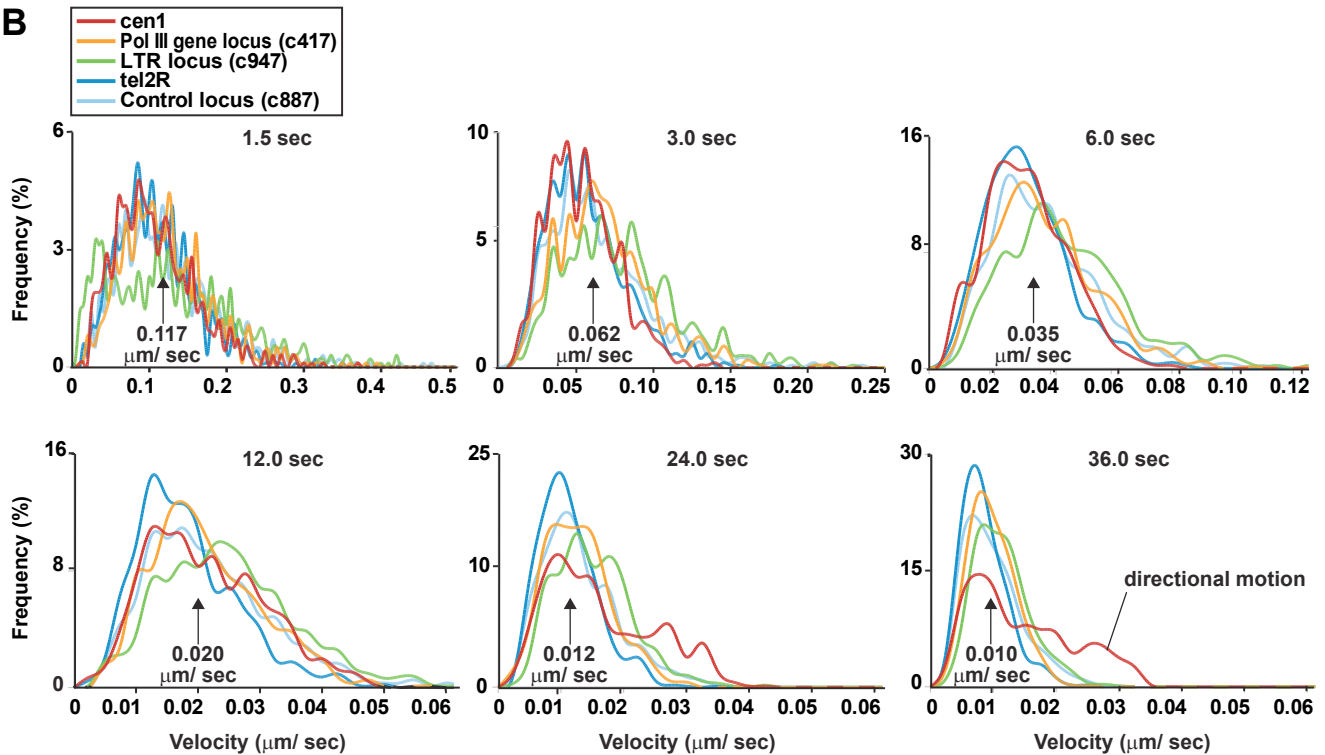 B
cen1
Pol III gene locus (c417)
LTR locus (c947)
tel2R
Control locus (c887)
1.5 sec
Frequency (%)
6
3
0
0.117
μm/ sec
0 0.1 0.2 0.3 0.4 0.5
3.0 sec
10
5
0
0.062
μm/ sec
0 0.05 0.10 0.15 0.20 0.25
6.0 sec
16
8
0
0.035
μm/ sec
0 0.02 0.04 0.06 0.08 0.10 0.12
12.0 sec
Frequency (%)
16
8
0
0.020
μm/ sec
0 0.01 0.02 0.03 0.04 0.05 0.06
Velocity (μm/ sec)
24.0 sec
25
10
0
0.012
μm/ sec
0 0.01 0.02 0.03 0.04 0.05 0.06
Velocity (μm/ sec)
36.0 sec
30
15
0
directional motion
0.010
μm/ sec
0 0.01 0.02 0.03 0.04 0.05 0.06
Velocity (μm/ sec)